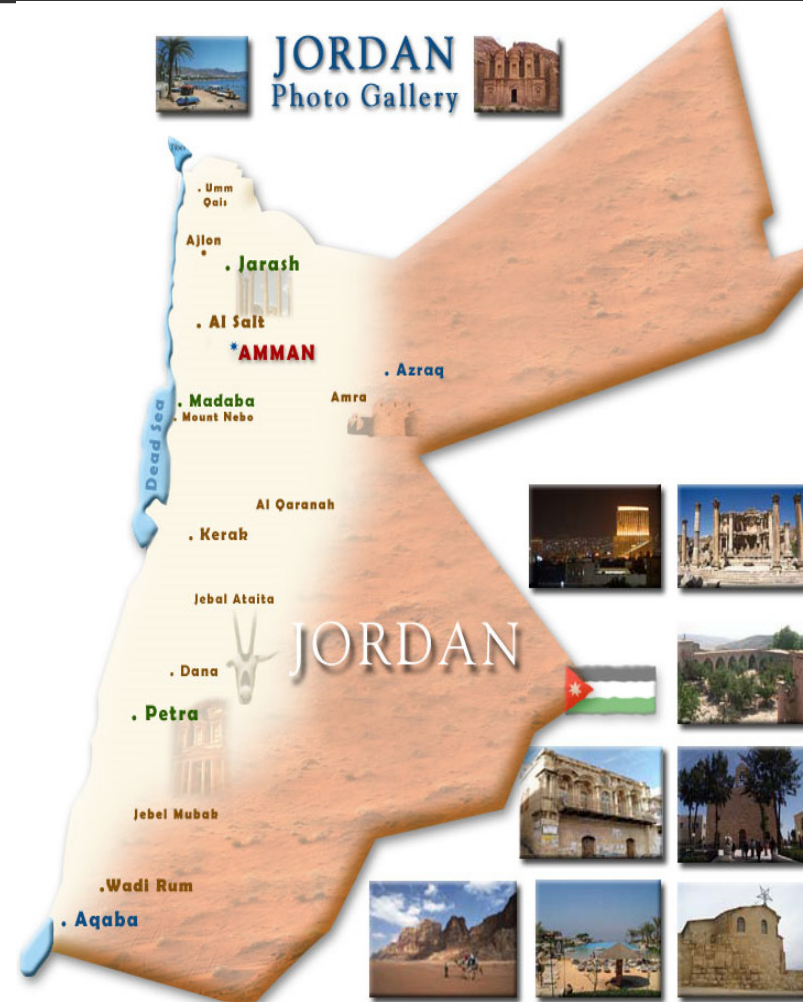 JORDAN
Photo Gallery
. Umm
Qais
Ajlon
. Jarash
. Al Salt
*AMMAN
. Azraq
. Madaba
Amra
. Mount Nebo
Dead Sea
Al Qaranah
. Kerak
Jebal Ataita
JORDAN
. Dana
. Petra
Jebel Mubak
.Wadi Rum
. Aqaba